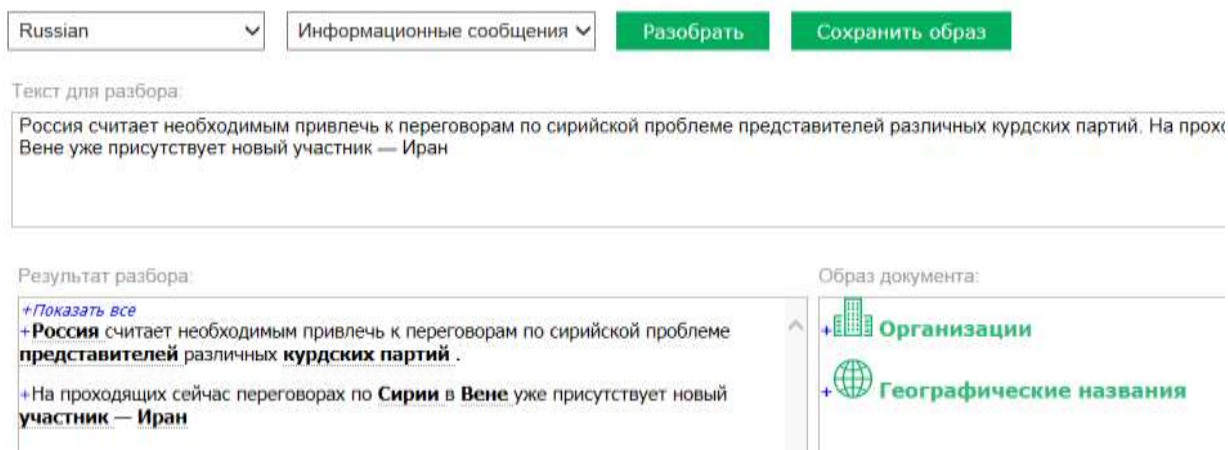 Russian
Информационные сообщения
Разобрать
Сохранить образ
Текст для разбора:
Россия считает необходимым привлечь к переговорам по сирийской проблеме представителей различных курдских партий. На
Вене уже присутствует новый участник — Иран
Результат разбора:
+Показать все
+Россия считает необходимым привлечь к переговорам по сирийской проблеме
представителей различных курдских партий .
+На проходящих сейчас переговорах по Сирии в Вене уже присутствует новый
участник — Иран
Образ документа:
+ Организации
+ Географические названия